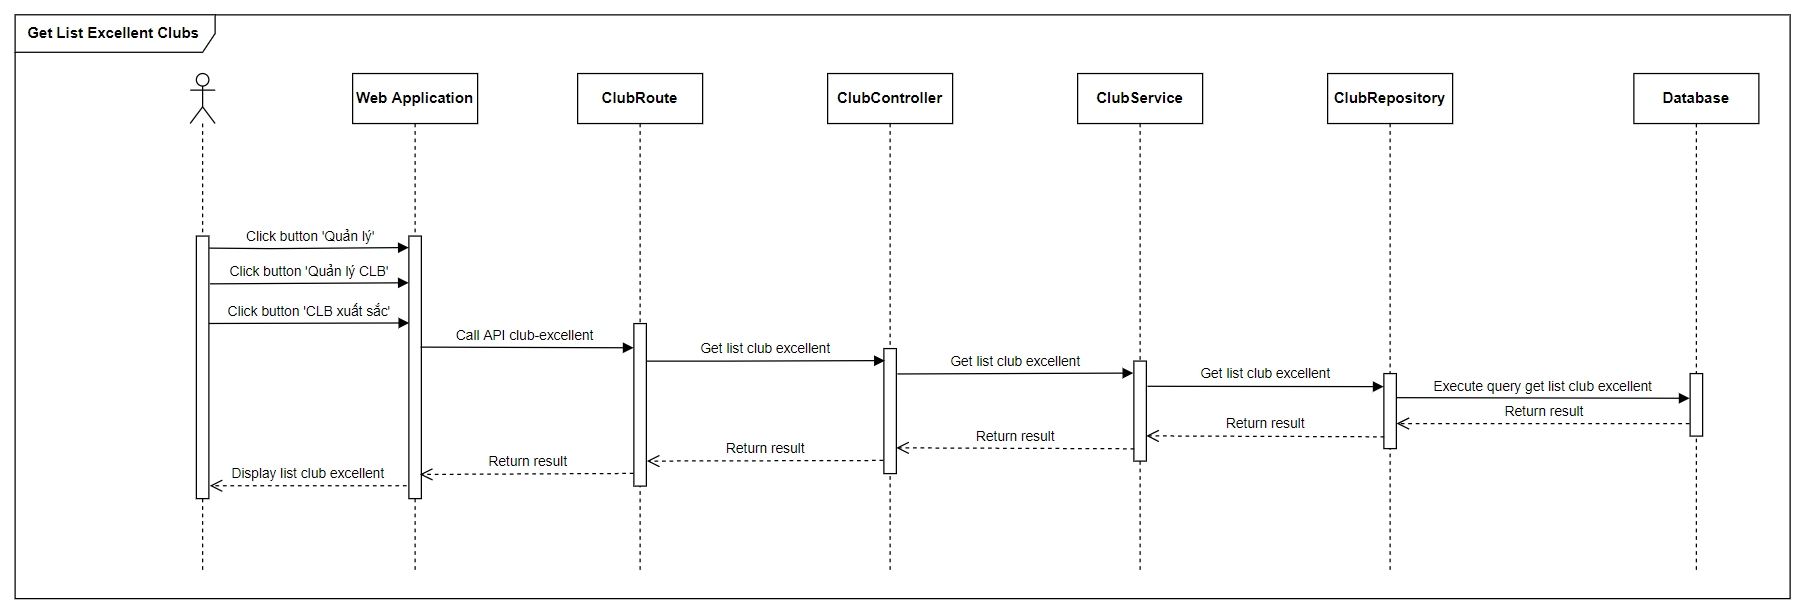 Get List Excellent Clubs
Web Application
ClubRoute
ClubController
ClubService
ClubRepository
Database
Click button 'Quản lý'
Click button 'Quản lý CLB'
Click button 'CLB xuất sắc'
Call API club-excellent
Get list club excellent
Get list club excellent
Get list club excellent
Execute query get list club excellent
Return result
Return result
Return result
Return result
Return result
Display list club excellent